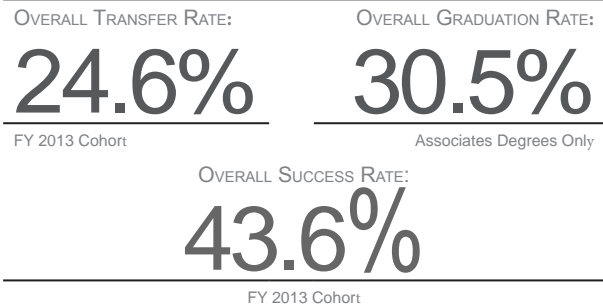 OVERALL TRANSFER RATE:
24.6%
FY 2013 Cohort
OVERALL GRADUATION RATE:
30.5%
Associates Degrees Only
OVERALL SUCCESS RATE:
43.6%
FY 2013 Cohort